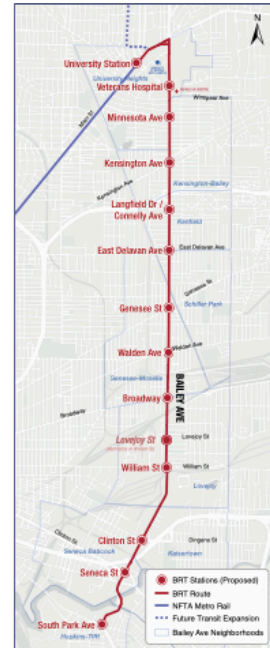 N
University Station
University Heights
Veterans Hospital
Winspear Ave
Main St
Minnesota Ave
Kensington Ave
Kensington Ave
Kensington-Bailey
Langfield Dr /
Connelly Ave
Kenfield
East Delavan Ave
East Delavan Ave
Genesee St
Schiller Park
Genesee St
Walden Ave
Walden Ave
Genesee-Moselle
BAILEY AVE
Broadway
Broadway
Lovejoy St
Lovejoy St
William St
William St
Lovejoy
Clinton St
Clinton St
Dingens St
Seneca Babcock
Kaisertown
Seneca St
South Park Ave
Hopkins-Tifft
BRT Stations (Proposed)
BRT Route
NFTA Metro Rail
Future Transit Expansion
Bailey Ave Neighborhoods